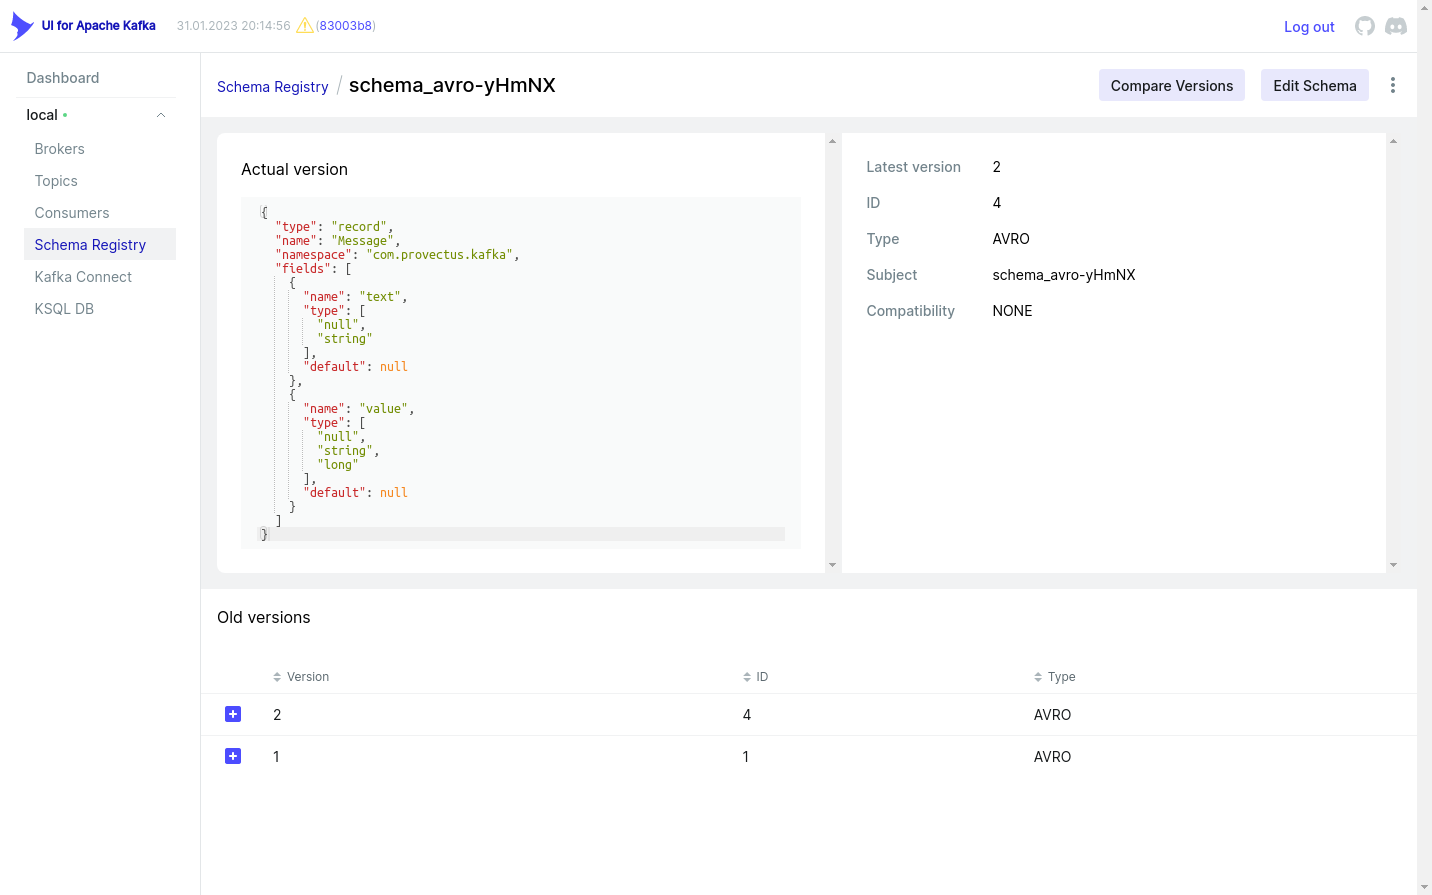 UI for Apache Kafka
31.01.2023 20:14:56 (83003b8)
Log out
Dashboard
local
Brokers
Topics
Consumers
Schema Registry
Kafka Connect
KSQL DB
Schema Registry / schema_avro-yHmNX
Compare Versions
Edit Schema
Actual version
{
  "type": "record",
  "name": "Message",
  "namespace": "com.provectus.kafka",
  "fields": [
    {
      "name": "text",
      "type": [
        "null",
        "string"
      ],
      "default": null
    },
    {
      "name": "value",
      "type": [
        "null",
        "string",
        "long"
      ],
      "default": null
    }
  ]
}
Latest version 2
ID 4
Type AVRO
Subject schema_avro-yHmNX
Compatibility NONE
Old versions
Version ID Type
2 4 AVRO
1 1 AVRO